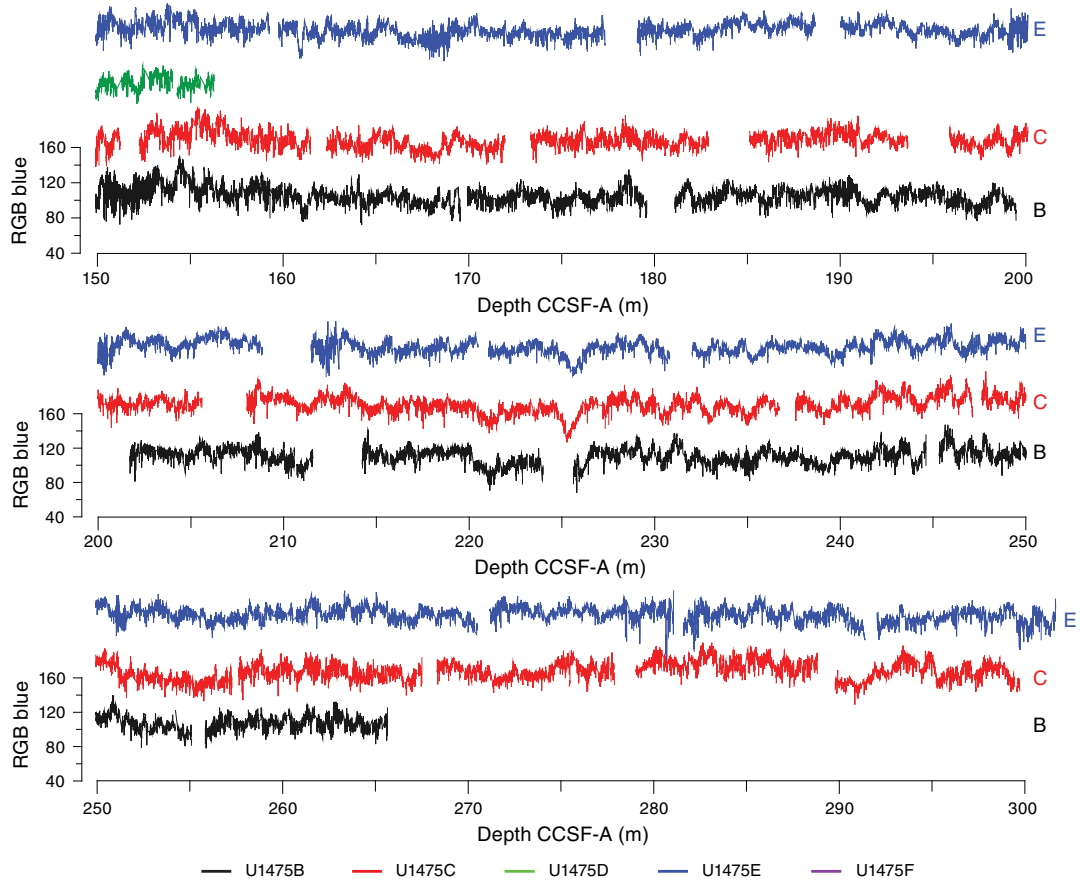 E
C
B
160
120
80
40
RGB blue
150 160 170 180 190 200
Depth CCSF-A (m)
E
C
B
160
120
80
40
RGB blue
200 210 220 230 240 250
Depth CCSF-A (m)
E
C
B
160
120
80
40
RGB blue
250 260 270 280 290 300
Depth CCSF-A (m)
U1475B U1475C U1475D U1475E U1475F